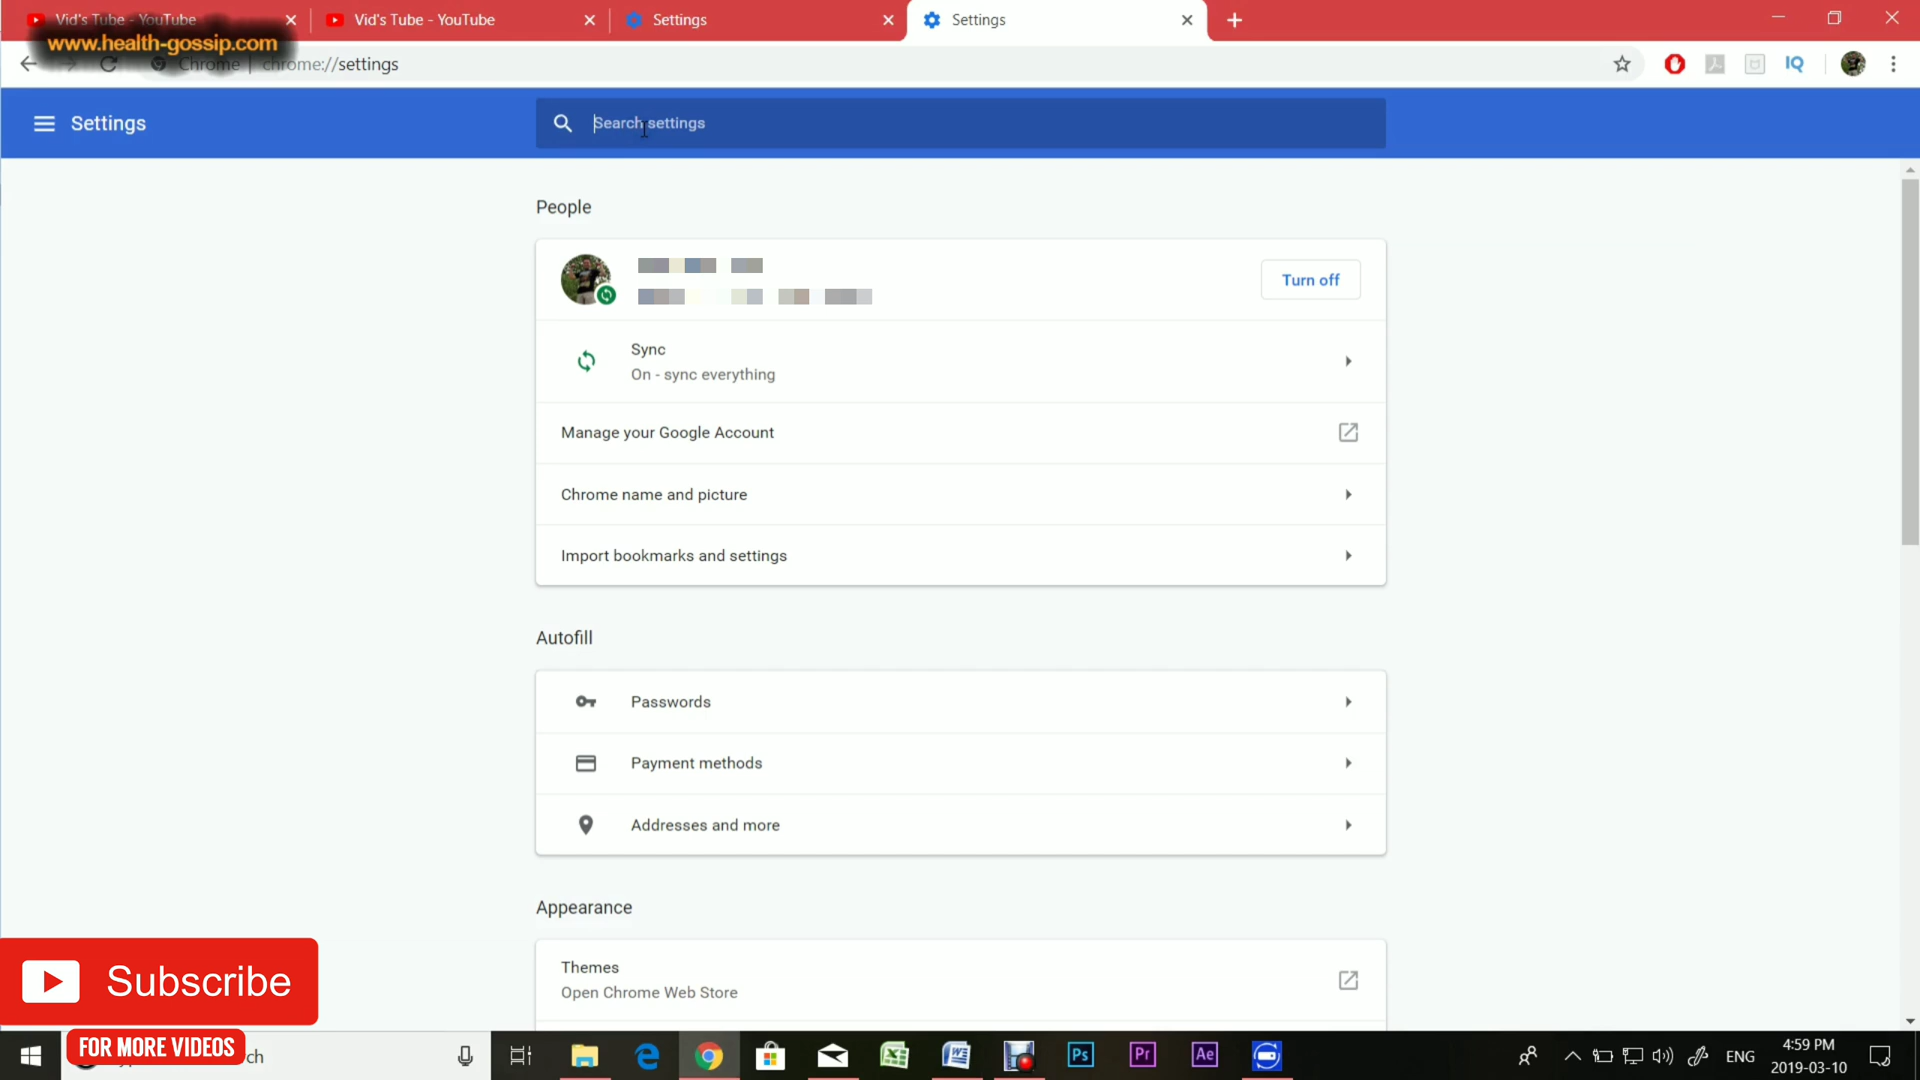 Vid's Tube - YouTube
Vid's Tube - YouTube
Settings
Settings
www.health-gossip.com
Chrome
chrome://settings
IQ
Settings
Search settings
People
Turn off
Sync
On - sync everything
Manage your Google Account
Chrome name and picture
Import bookmarks and settings
Autofill
Passwords
Payment methods
Addresses and more
Appearance
Themes
Open Chrome Web Store
Subscribe
FOR MORE VIDEOS
ch
Ps
Pr
Ae
ENG
4:59 PM
2019-03-10